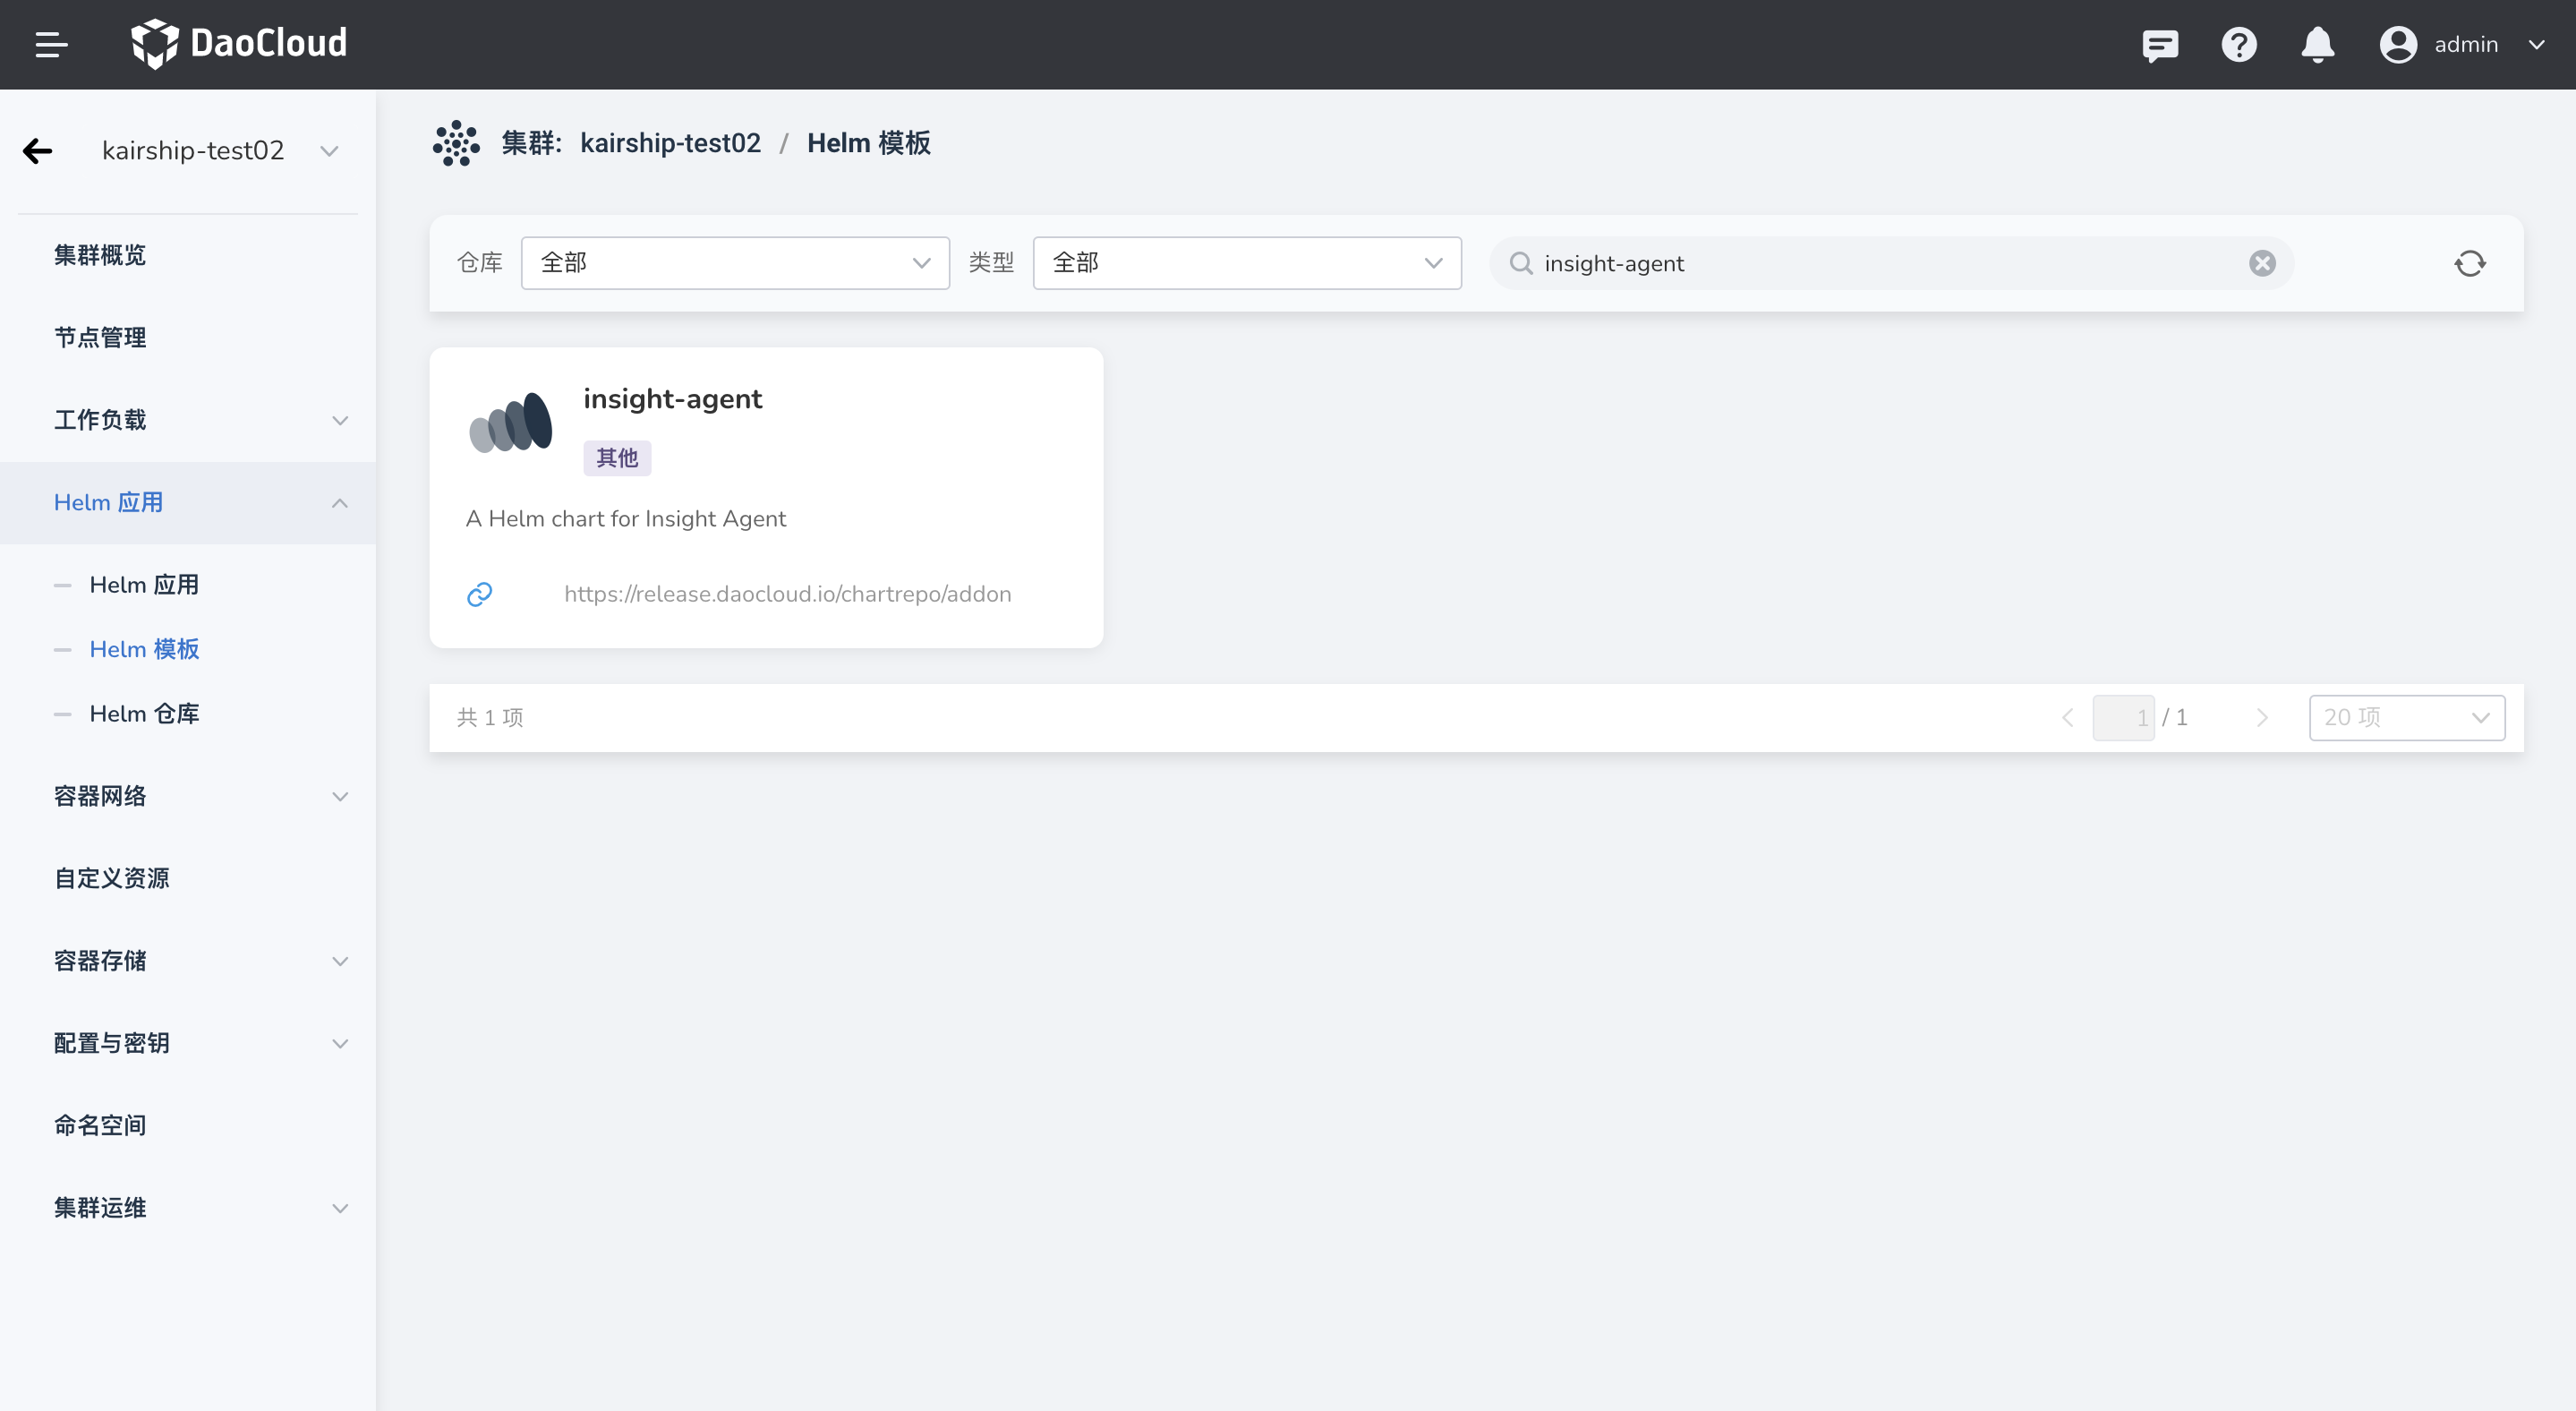 DaoCloud
admin
kairship-test02
集群概览
节点管理
工作负载
Helm 应用
Helm 应用
Helm 模板
Helm 仓库
容器网络
自定义资源
容器存储
配置与密钥
命名空间
集群运维
集群: kairship-test02 / Helm 模板
仓库 全部 类型 全部 insight-agent
insight-agent
其他
A Helm chart for Insight Agent
https://release.daocloud.io/chartrepo/addon
共 1 项 1 / 1 20 项